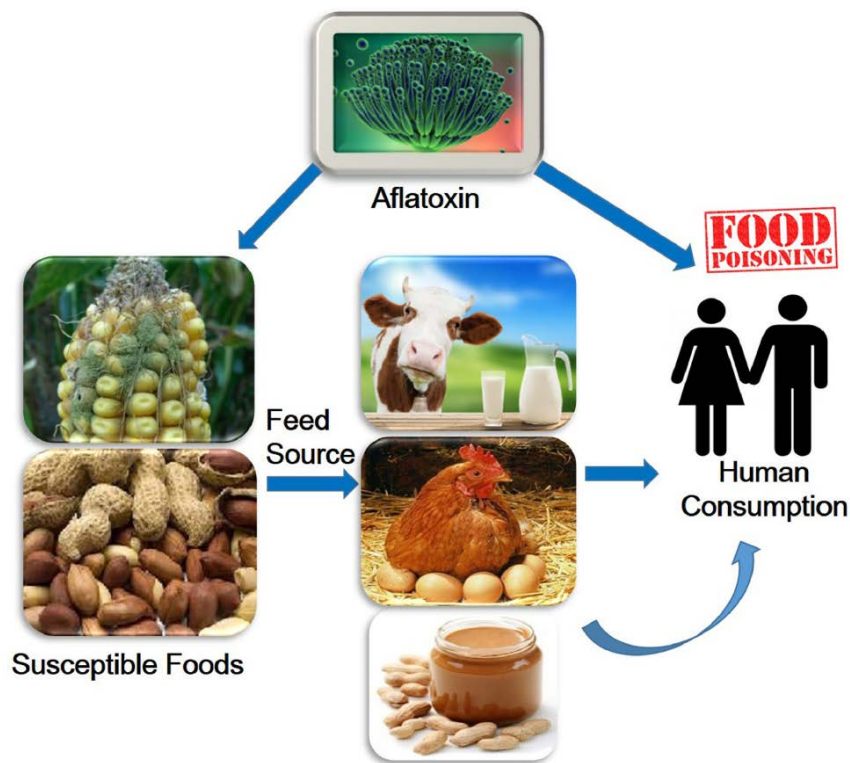 Aflatoxin
FOOD
POISONING
Feed
Source
Human
Consumption
Susceptible Foods